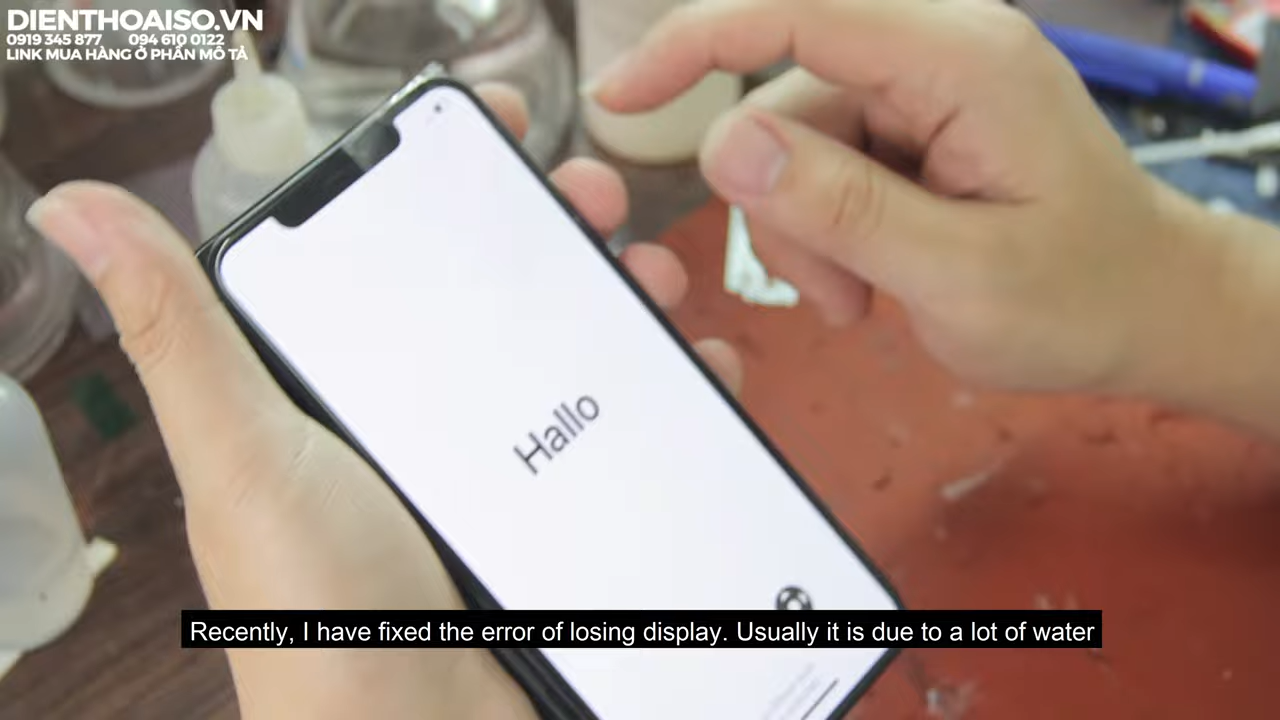 DIENTHOAISO.VN
0919 345 877 094 610 0122
LINK MUA HÀNG Ở PHẦN MÔ TẢ
Hallo
Recently, I have fixed the error of losing display. Usually it is due to a lot of water